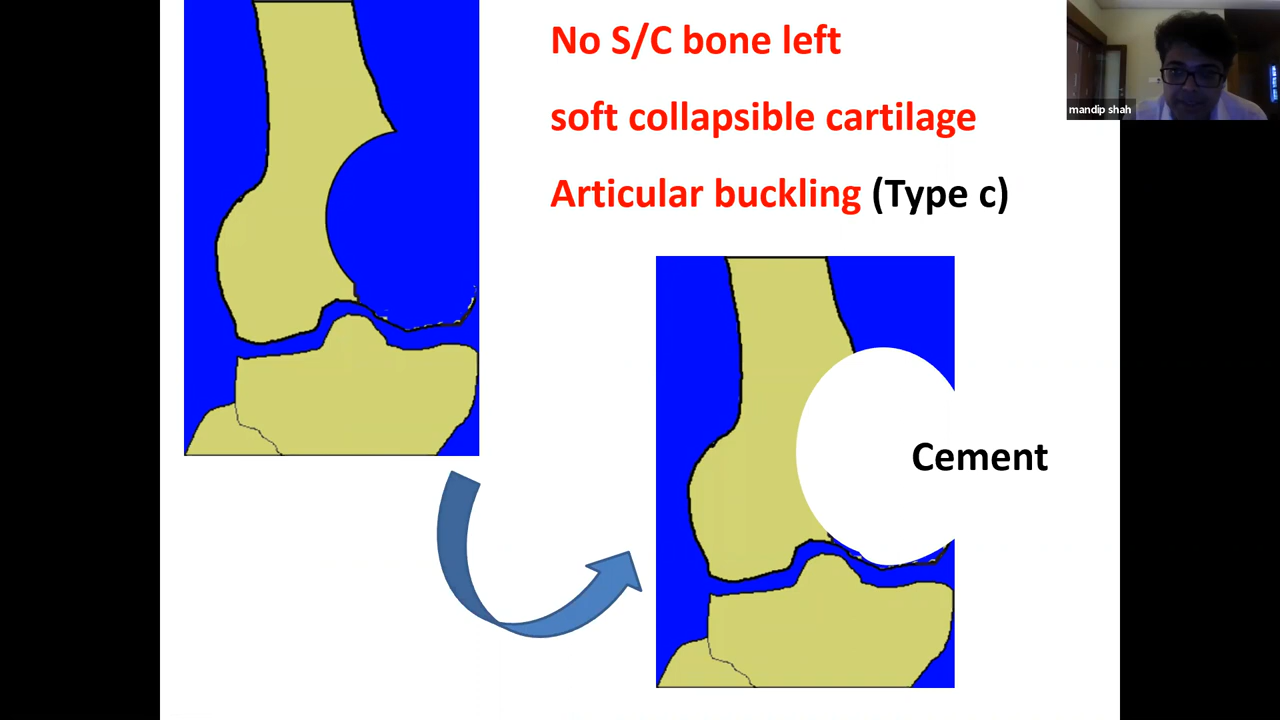 No S/C bone left
soft collapsible cartilage
Articular buckling (Type c)
Cement
mandip shah